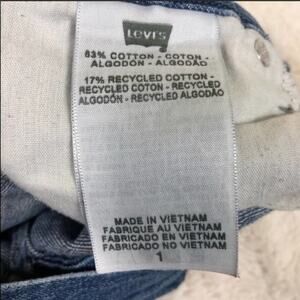 Levi's
83% COTTON - COTON -
ALGODÓN - ALGODÃO
17% RECYCLED COTTON -
RECYCLED COTON - RECYCLED
ALGODÓN - RECYCLED ALGODÃO
MADE IN VIETNAM
FABRIQUE AU VIETNAM
FABRICADO EN VIETNAM
FABRICADO NO VIETNAM
1